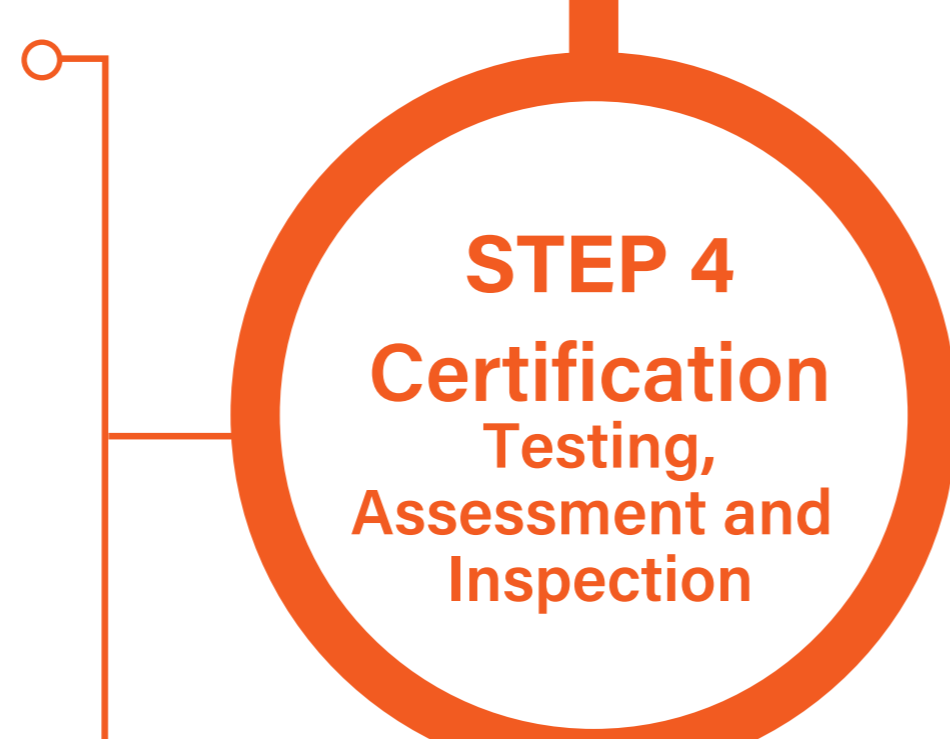 STEP 4
Certification
Testing,
Assessment and
Inspection